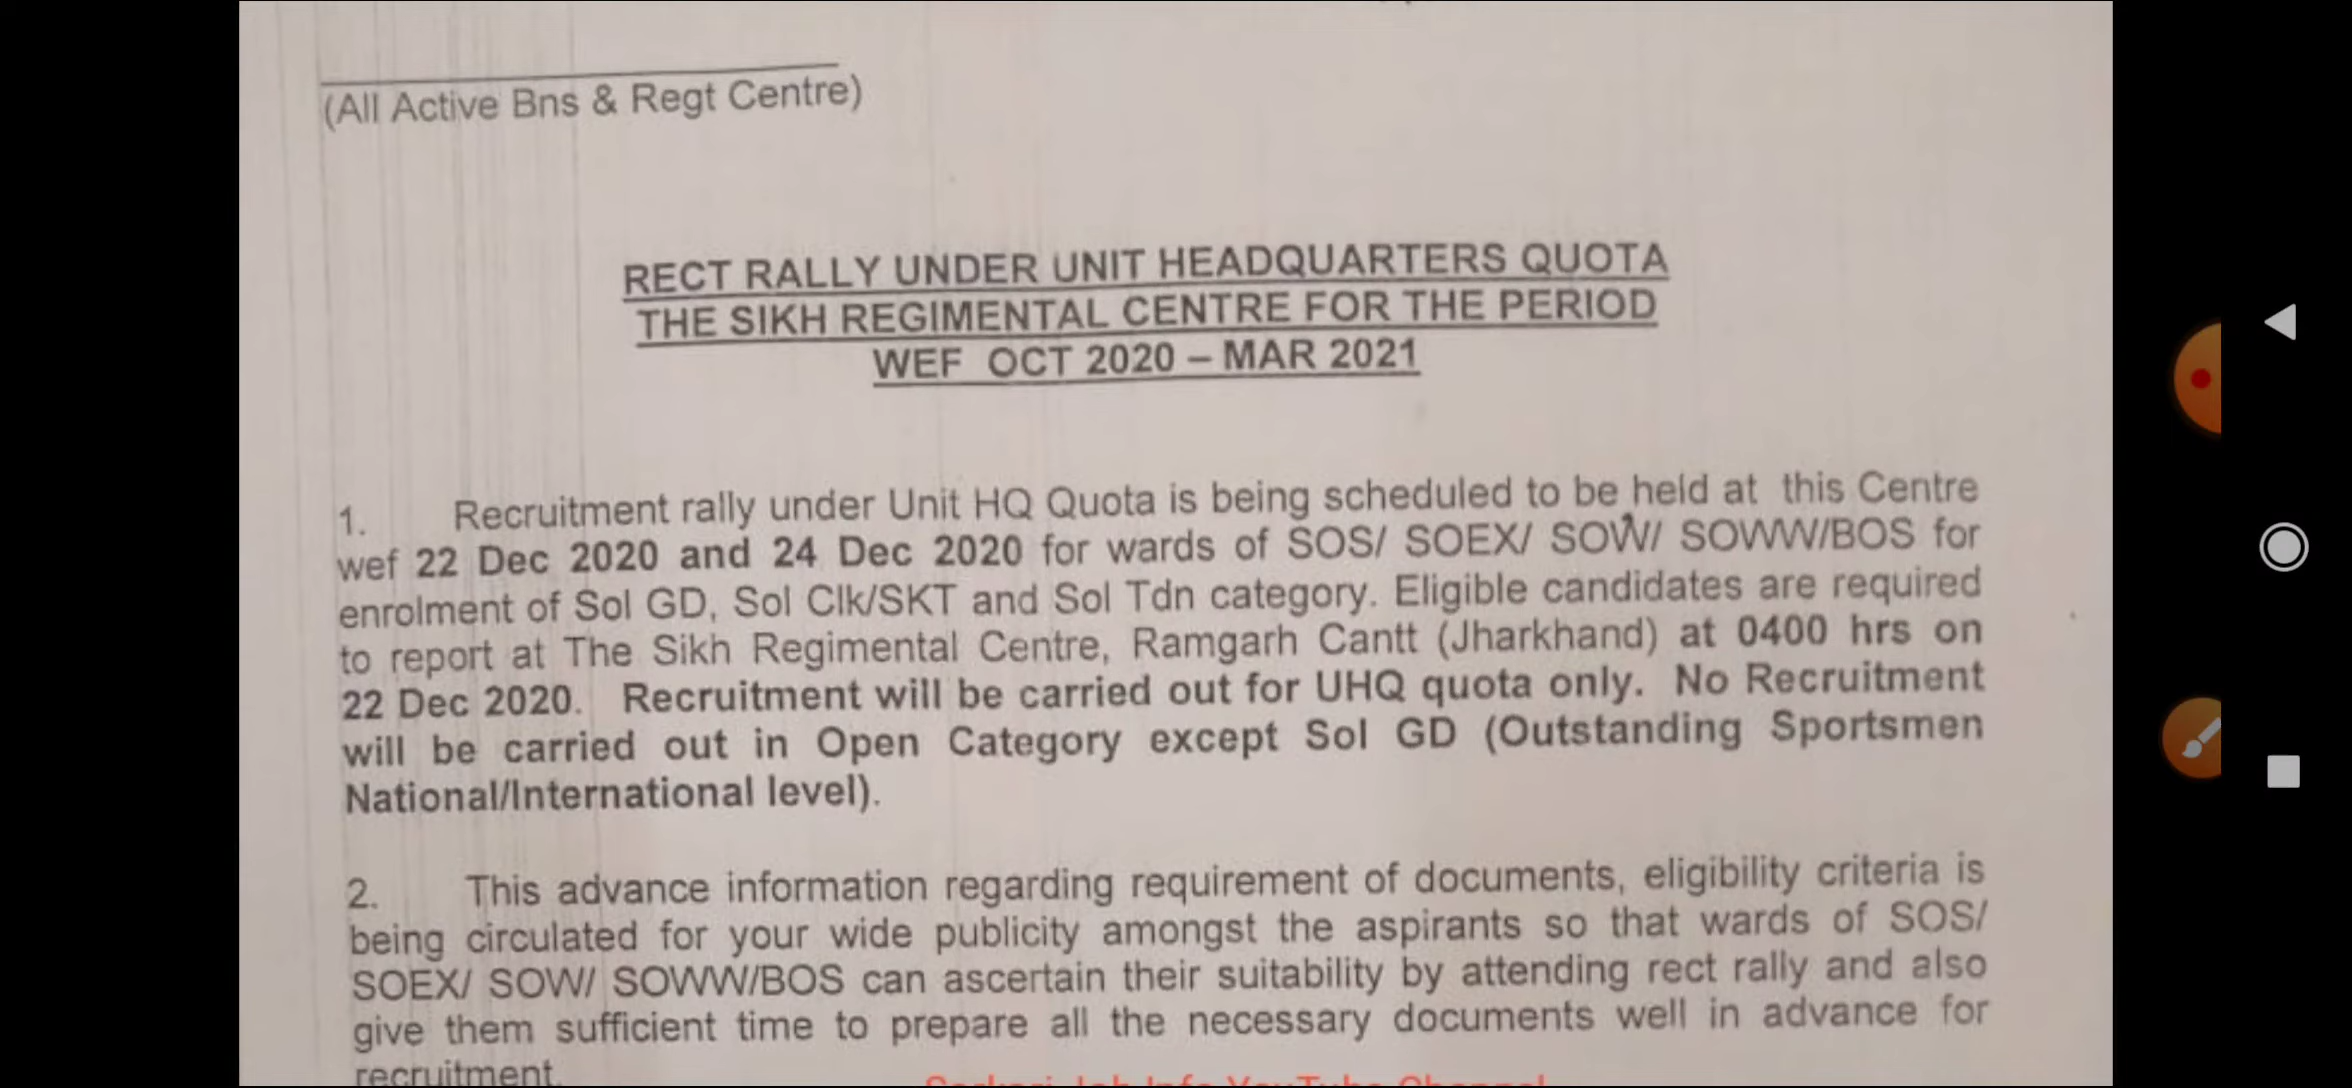 (All Active Bns & Regt Centre)
RECT RALLY UNDER UNIT HEADQUARTERS QUOTA
THE SIKH REGIMENTAL CENTRE FOR THE PERIOD
WEF OCT 2020 – MAR 2021
1. Recruitment rally under Unit HQ Quota is being scheduled to be held at this Centre
wef 22 Dec 2020 and 24 Dec 2020 for wards of SOS/ SOEX/ SOW/ SOWW/BOS for
enrolment of Sol GD, Sol Clk/SKT and Sol Tdn category. Eligible candidates are required
to report at The Sikh Regimental Centre, Ramgarh Cantt (Jharkhand) at 0400 hrs on
22 Dec 2020. Recruitment will be carried out for UHQ quota only. No Recruitment
will be carried out in Open Category except Sol GD (Outstanding Sportsmen
National/International level).
2. This advance information regarding requirement of documents, eligibility criteria is
being circulated for your wide publicity amongst the aspirants so that wards of SOS/
SOEX/ SOW/ SOWW/BOS can ascertain their suitability by attending rect rally and also
give them sufficient time to prepare all the necessary documents well in advance for
recruitment.
Sarkari Job Info YouTube Channel